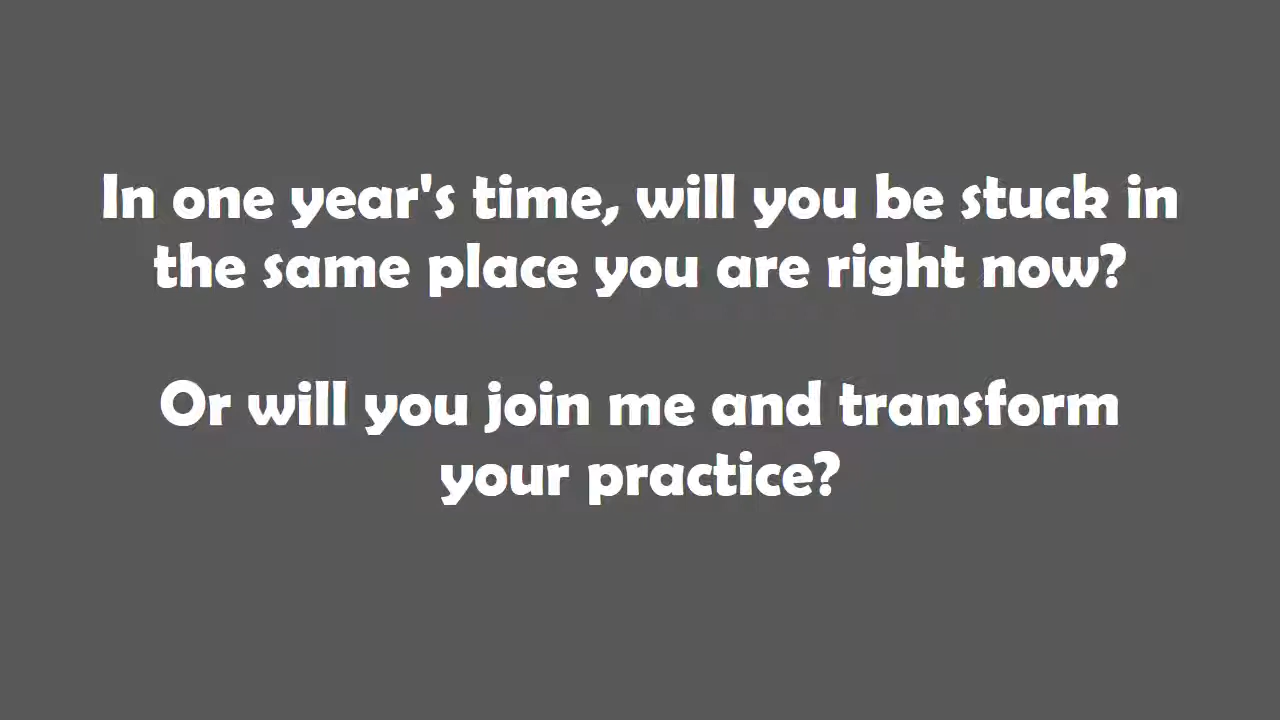 In one year's time, will you be stuck in
the same place you are right now?
Or will you join me and transform
your practice?